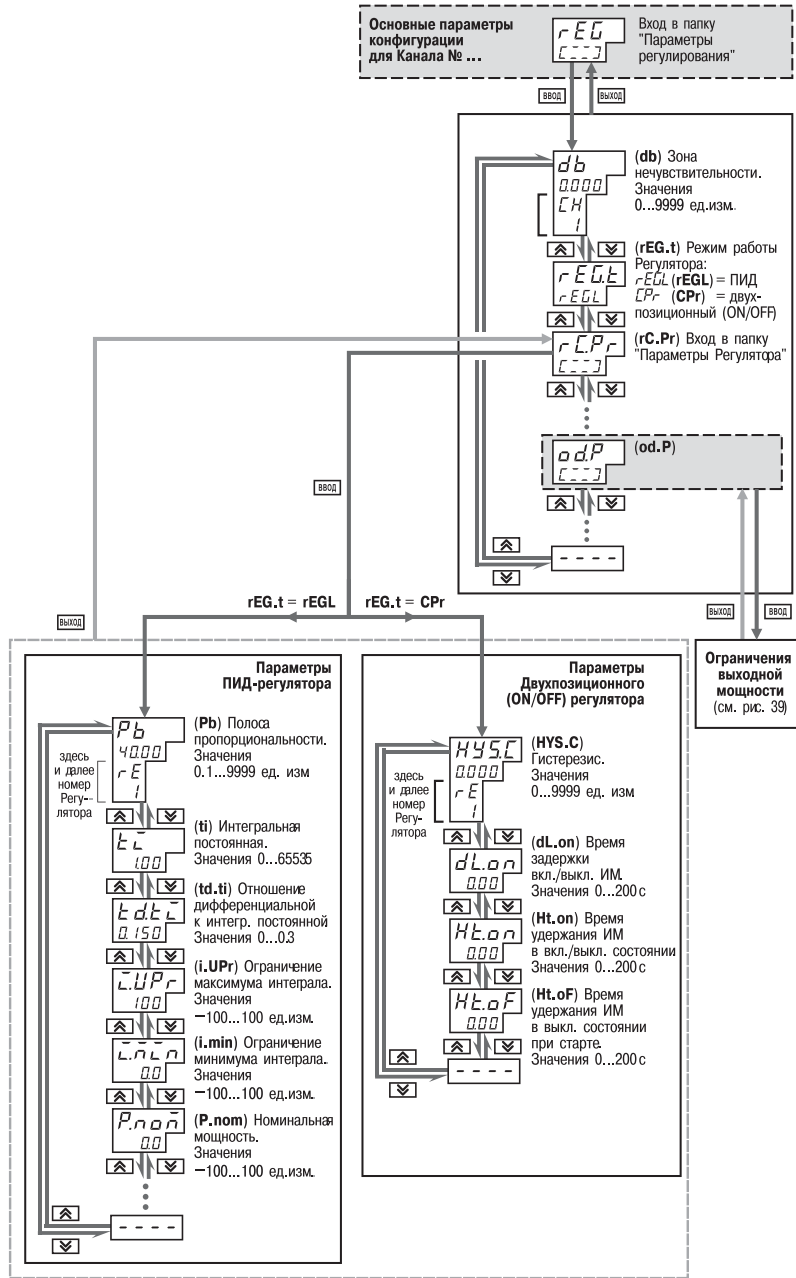 Основные параметры
конфигурации
для Канала № ...
rEG
[---]
Вход в папку
"Параметры
регулирования"
ВВОД
ВЫХОД
db
0.000
CH
1
(db) Зона
нечувствительности.
Значения
0...9999 ед.изм.
rEG.t
rEGL
(rEG.t) Режим работы
Регулятора:
rEGL (rEGL) = ПИД
CPr (CPr) = двух-
позиционный (ON/OFF)
rC.Pr
[---]
(rC.Pr) Вход в папку
"Параметры Регулятора"
od.P
[---]
(od.P)
- - - -
ВВОД
ВЫХОД
ВЫХОД
ВВОД
rEG.t = rEGL
rEG.t = CPr
Ограничения
выходной
мощности
(см. рис. 39)
Параметры
ПИД-регулятора
Pb
40.00
rE
1
здесь
и далее
номер
Регу--
лятора
(Pb) Полоса
пропорциональности.
Значения
0.1...9999 ед. изм
ti
1.00
(ti) Интегральная
постоянная.
Значения 0...65535
td.ti
0.150
(td.ti) Отношение
дифференциальной
к интегр. постоянной
Значения 0...0.3
i.UPr
100
(i.UPr) Ограничение
максимума интеграла.
Значения
−100...100 ед.изм.
i.min
0.0
(i.min) Ограничение
минимума интеграла.
Значения
−100...100 ед.изм.
P.nom
0.0
(P.nom) Номинальная
мощность.
Значения
−100...100 ед.изм.
- - - -
Параметры
Двухпозиционного
(ON/OFF) регулятора
HYS.C
0.000
rE
1
здесь
и далее
номер
Регу-
лятора
(HYS.C)
Гистерезис.
Значения
0...9999 ед. изм
dL.on
0.00
(dL.on) Время
задержки
вкл./выкл. ИМ.
Значения 0...200 с
Ht.on
0.00
(Ht.on) Время
удержания ИМ
в вкл./выкл. состоянии
Значения 0...200 с
Ht.oF
0.00
(Ht.oF) Время
удержания ИМ
в выкл. состоянии
при старте.
Значения 0...200 с
- - - -